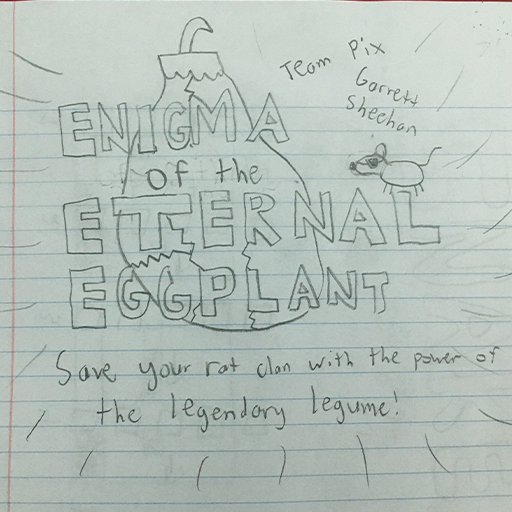 Team Pix
Garrett
Sheehan
ENIGMA
of the
ETERNAL
EGGPLANT
Save your rat clan with the power of
the legendary legume!